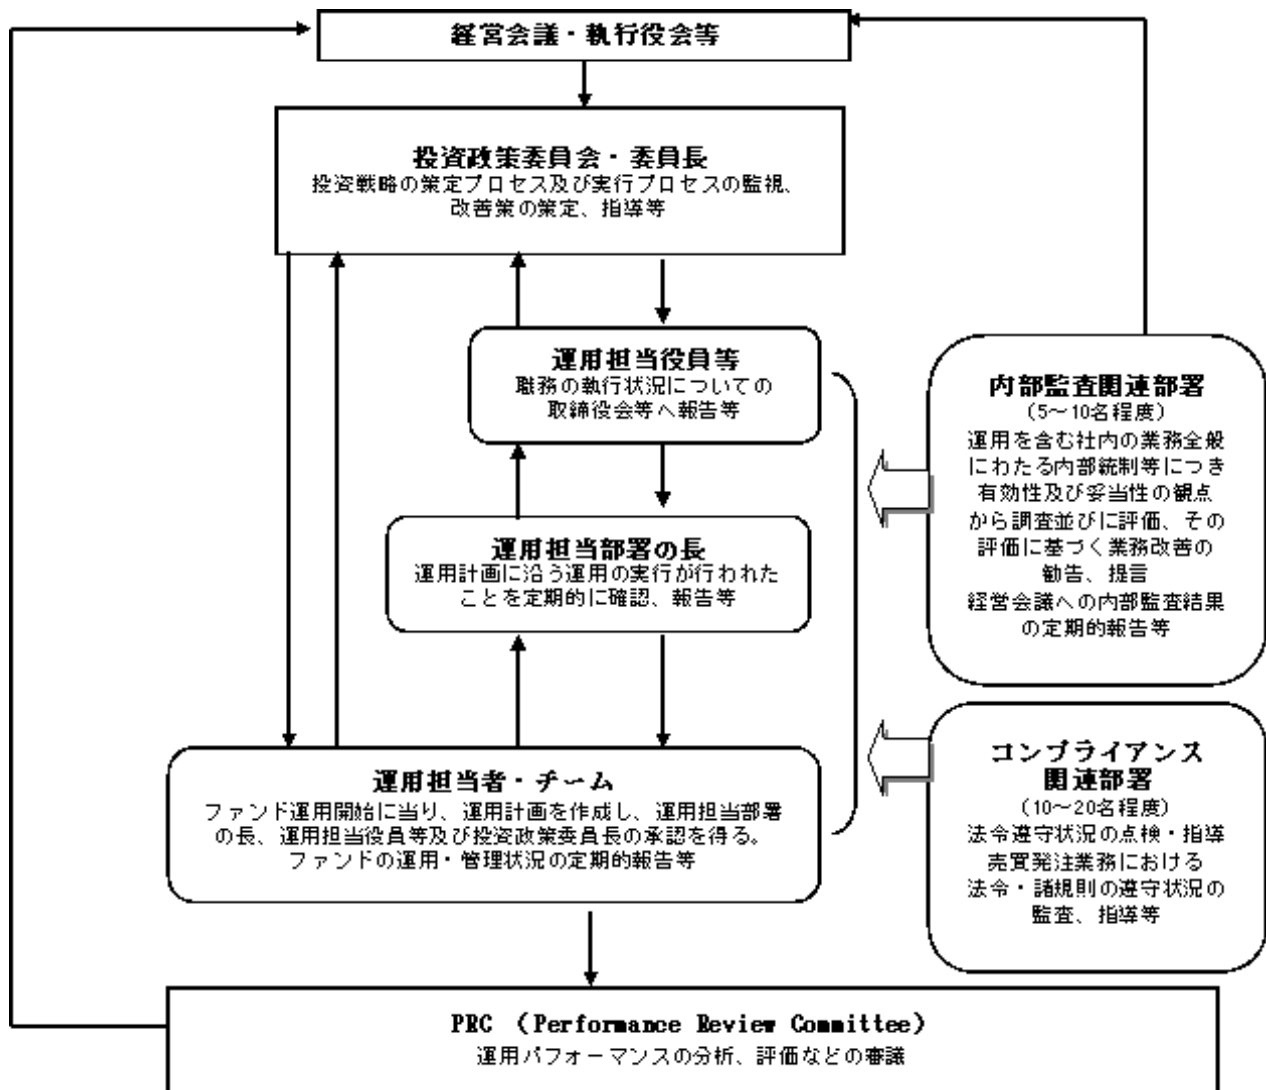 経営会議・執行役会等
投資政策委員会・委員長
投資戦略の策定プロセス及び実行プロセスの監視、
改善策の策定、指導等
運用担当役員等
職務の執行状況についての
取締役会等へ報告等
運用担当部署の長
運用計画に沿う運用の実行が行われた
ことを定期的に確認、報告等
運用担当者・チーム
ファンド運用開始に当り、運用計画を作成し、運用担当部署
の長、運用担当役員等及び投資政策委員長の承認を得る。
ファンドの運用・管理状況の定期的報告等
内部監査関連部署
（5～10名程度）
運用を含む社内の業務全般
にわたる内部統制等につき
有効性及び妥当性の観点
から調査並びに評価、その
評価に基づく業務改善の
勧告、提言
経営会議への内部監査結果
の定期的報告等
コンプライアンス
関連部署
（10～20名程度）
法令遵守状況の点検・指導
売買発注業務における
法令・諸規則の遵守状況の
監査、指導等
PRC （Performance Review Committee）
運用パフォーマンスの分析、評価などの審議